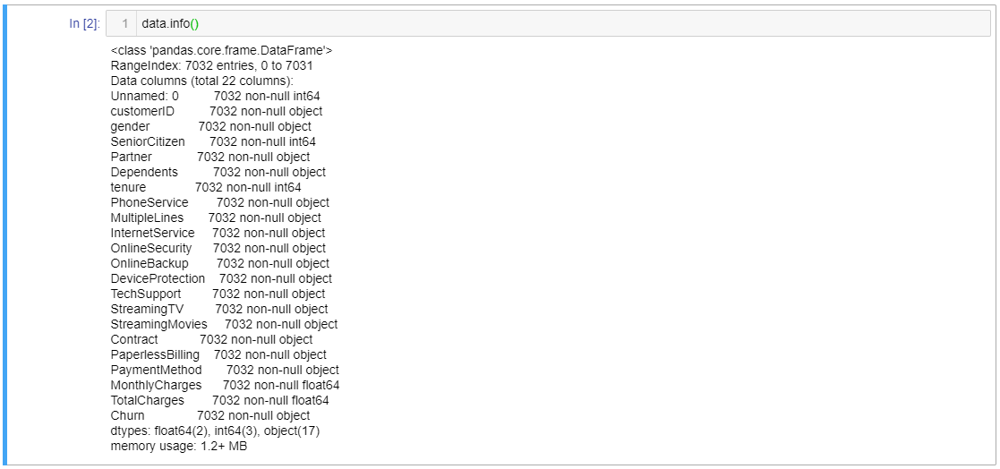 In [2]: 1 data.info()
<class 'pandas.core.frame.DataFrame'>
RangeIndex: 7032 entries, 0 to 7031
Data columns (total 22 columns):
Unnamed: 0 7032 non-null int64
customerID 7032 non-null object
gender 7032 non-null object
SeniorCitizen 7032 non-null int64
Partner 7032 non-null object
Dependents 7032 non-null object
tenure 7032 non-null int64
PhoneService 7032 non-null object
MultipleLines 7032 non-null object
InternetService 7032 non-null object
OnlineSecurity 7032 non-null object
OnlineBackup 7032 non-null object
DeviceProtection 7032 non-null object
TechSupport 7032 non-null object
StreamingTV 7032 non-null object
StreamingMovies 7032 non-null object
Contract 7032 non-null object
PaperlessBilling 7032 non-null object
PaymentMethod 7032 non-null object
MonthlyCharges 7032 non-null float64
TotalCharges 7032 non-null float64
Churn 7032 non-null object
dtypes: float64(2), int64(3), object(17)
memory usage: 1.2+ MB